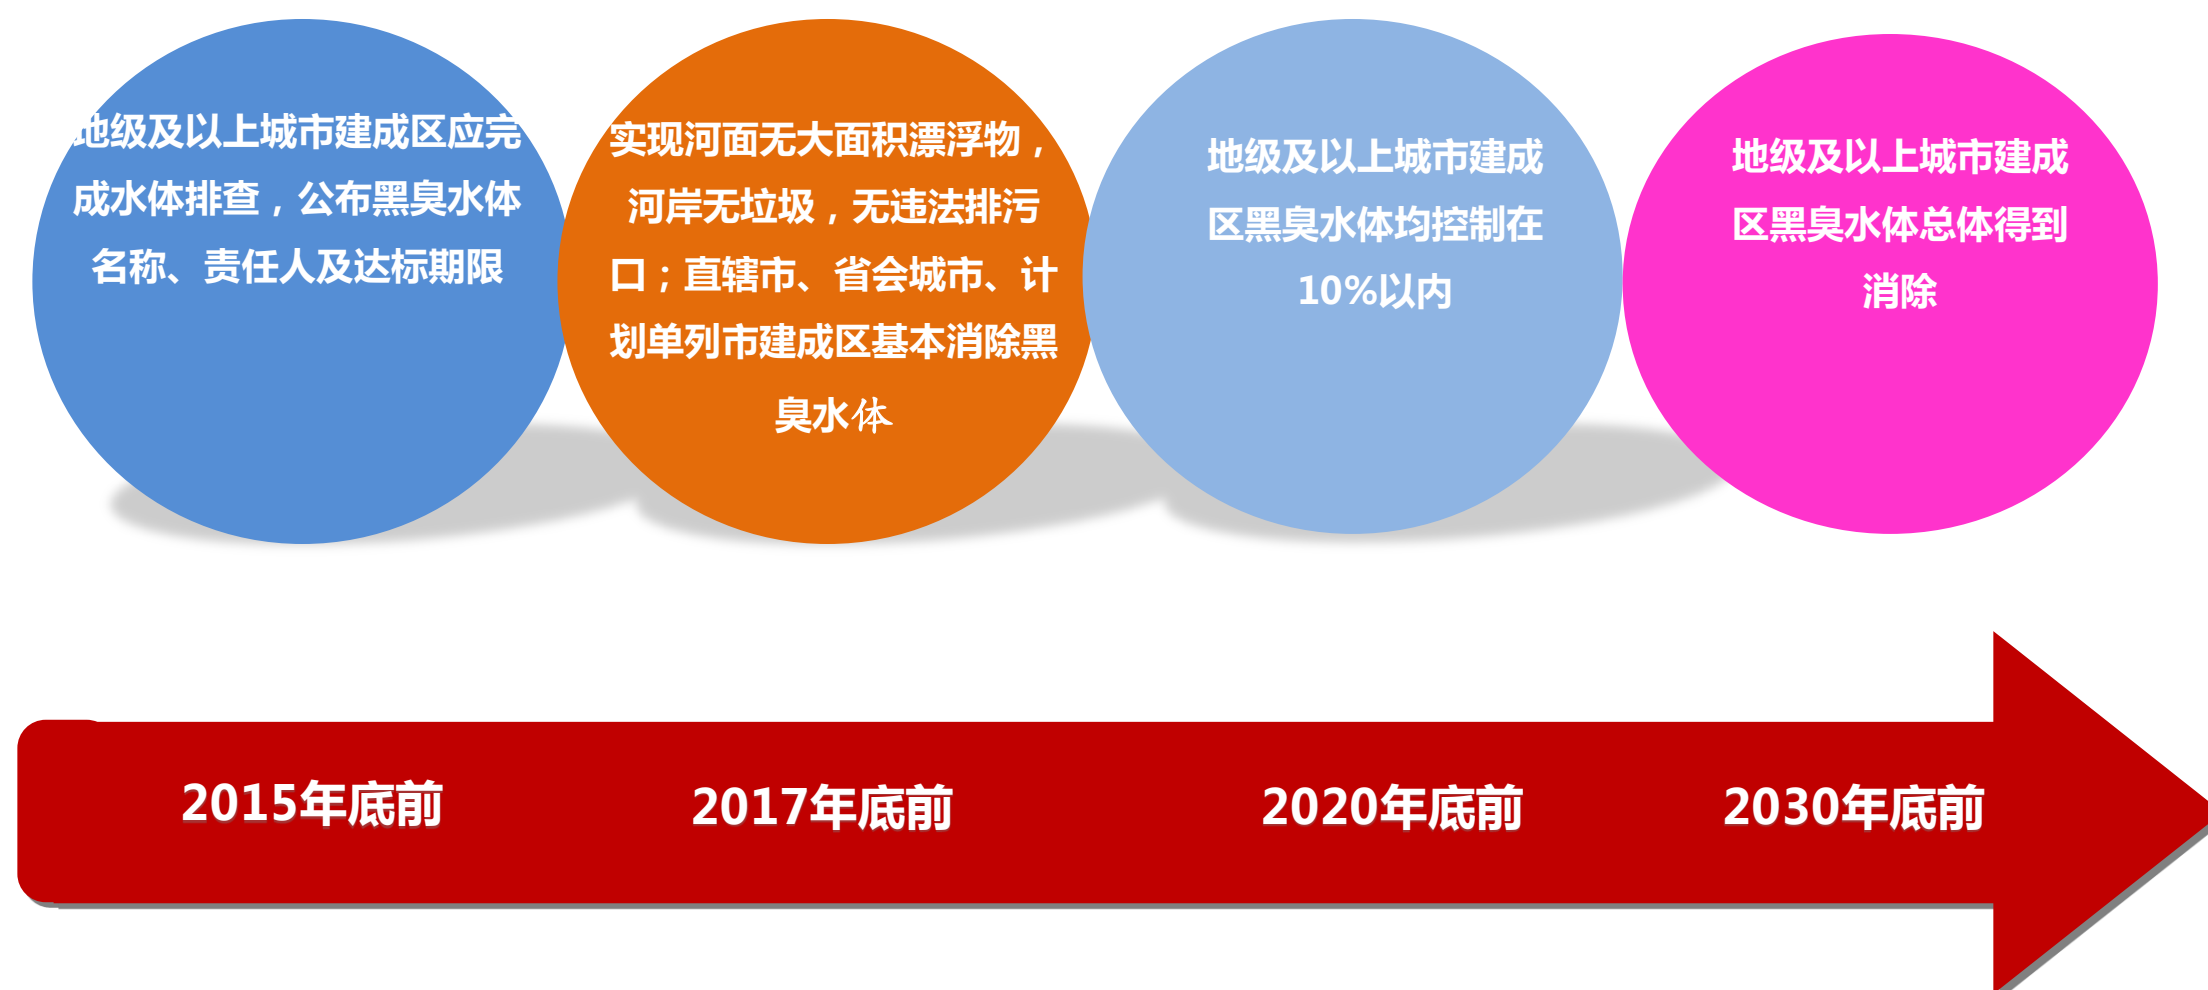 地级及以上城市建成区应完
成水体排查，公布黑臭水体
名称、责任人及达标期限
实现河面无大面积漂浮物，
河岸无垃圾，无违法排污
口；直辖市、省会城市、计
划单列市建成区基本消除黑
臭水体
地级及以上城市建成
区黑臭水体均控制在
10%以内
地级及以上城市建成
区黑臭水体总体得到
消除
2015年底前
2017年底前
2020年底前
2030年底前